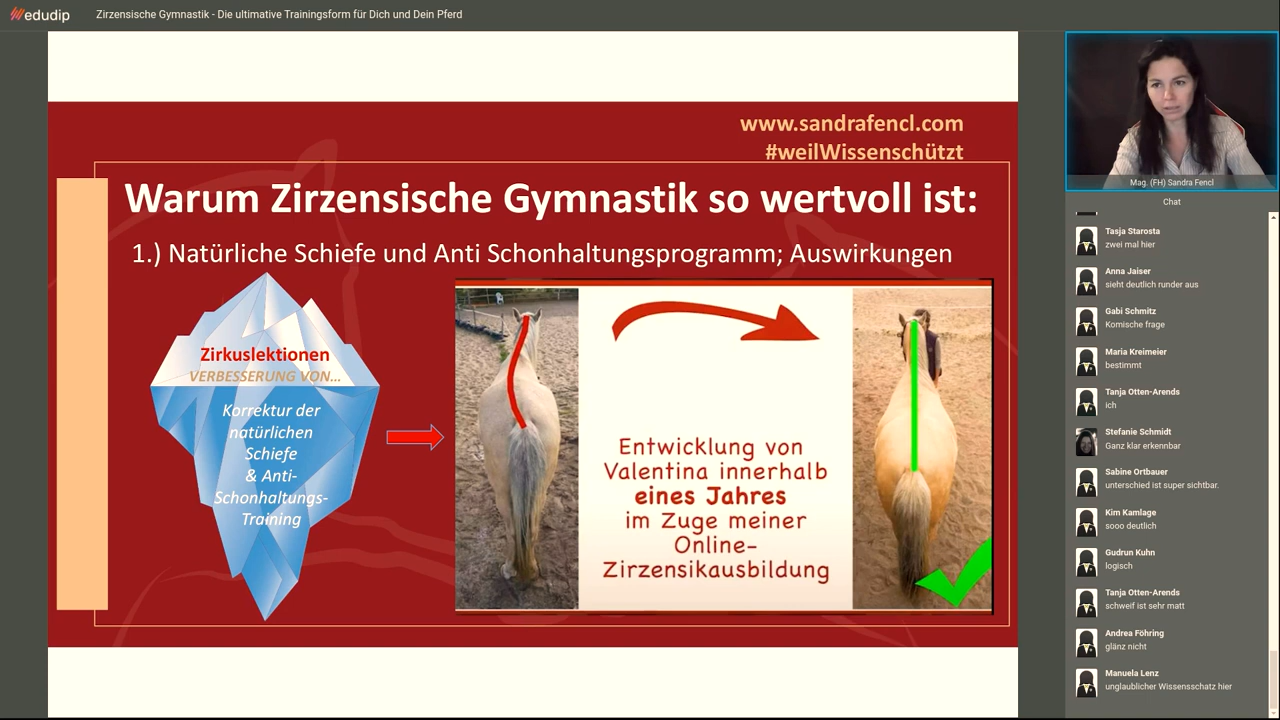 edudip
Zirzensische Gymnastik - Die ultimative Trainingsform für Dich und Dein Pferd
www.sandrafencl.com
#weilWissenschützt
Warum Zirzensische Gymnastik so wertvoll ist:
1.) Natürliche Schiefe und Anti Schonhaltungsprogramm; Auswirkungen
Zirkuslektionen
VERBESSERUNG VON...
Korrektur der
natürlichen
Schiefe
& Anti-
Schonhaltungs-
Training
Entwicklung von
Valentina innerhalb
eines Jahres
im Zuge meiner
Online-
Zirzensikausbildung
Mag. (FH) Sandra Fencl
Chat
Tasja Starosta
zwei mal hier
Anna Jaiser
sieht deutlich runder aus
Gabi Schmitz
Komische frage
Maria Kreimeier
bestimmt
Tanja Otten-Arends
ich
Stefanie Schmidt
Ganz klar erkennbar
Sabine Ortbauer
unterschied ist super sichtbar.
Kim Kamlage
sooo deutlich
Gudrun Kuhn
logisch
Tanja Otten-Arends
schweif ist sehr matt
Andrea Föhring
glänz nicht
Manuela Lenz
unglaublicher Wissensschatz hier